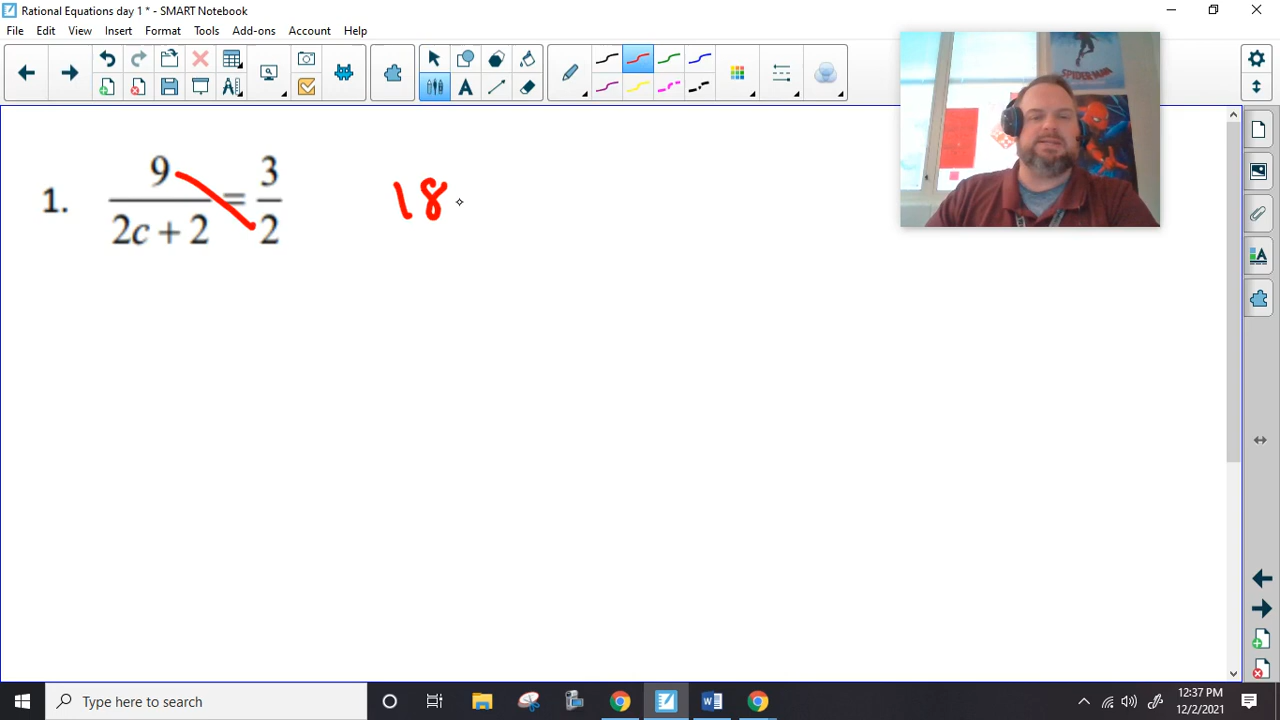 Rational Equations day 1 * - SMART Notebook
File Edit View Insert Format Tools Add-ons Account Help
SPIDER-MAN
1. 9/(2c + 2) = 3/2
18
Type here to search
12:37 PM
12/2/2021